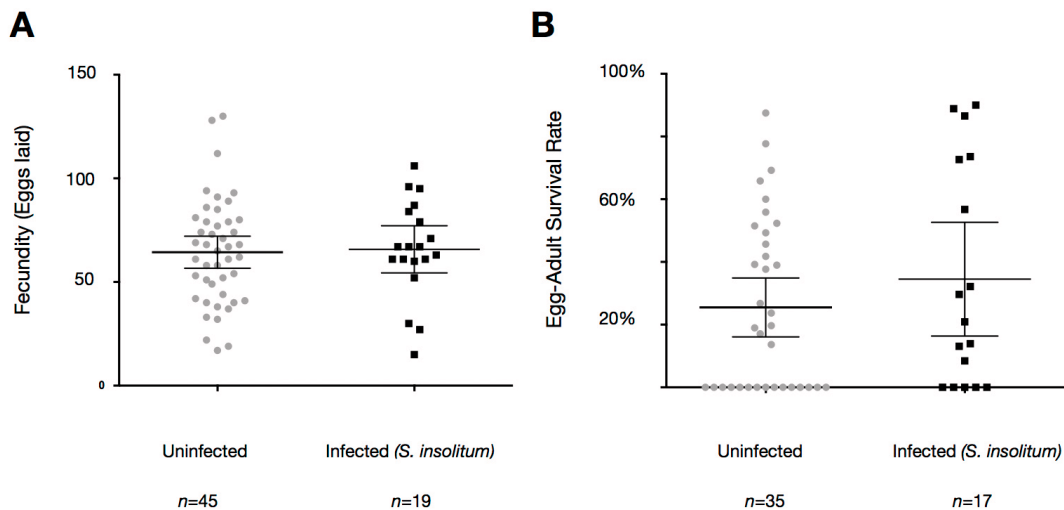 A
Fecundity (Eggs laid)
150
100
50
0
Uninfected
Infected (S. insolitum)
n=45
n=19
B
Egg-Adult Survival Rate
100%
60%
20%
Uninfected
Infected (S. insolitum)
n=35
n=17